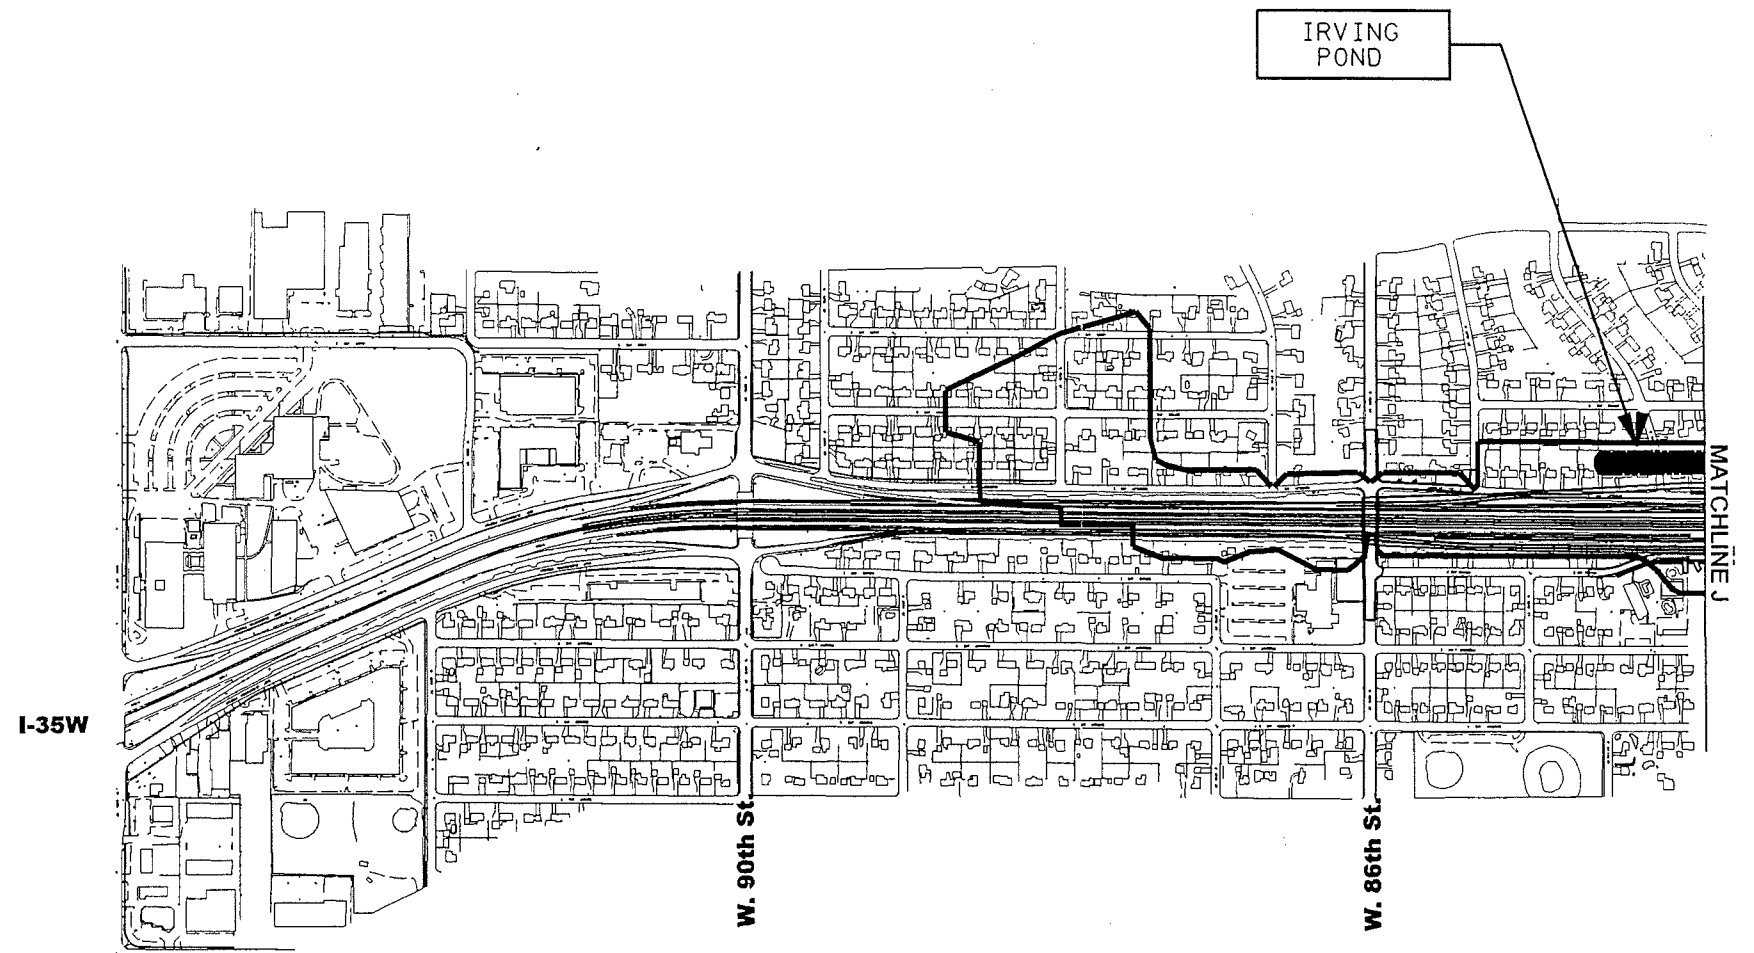 IRVING
POND
MATCHLINE J
I-35W
W. 90th St.
W. 86th St.